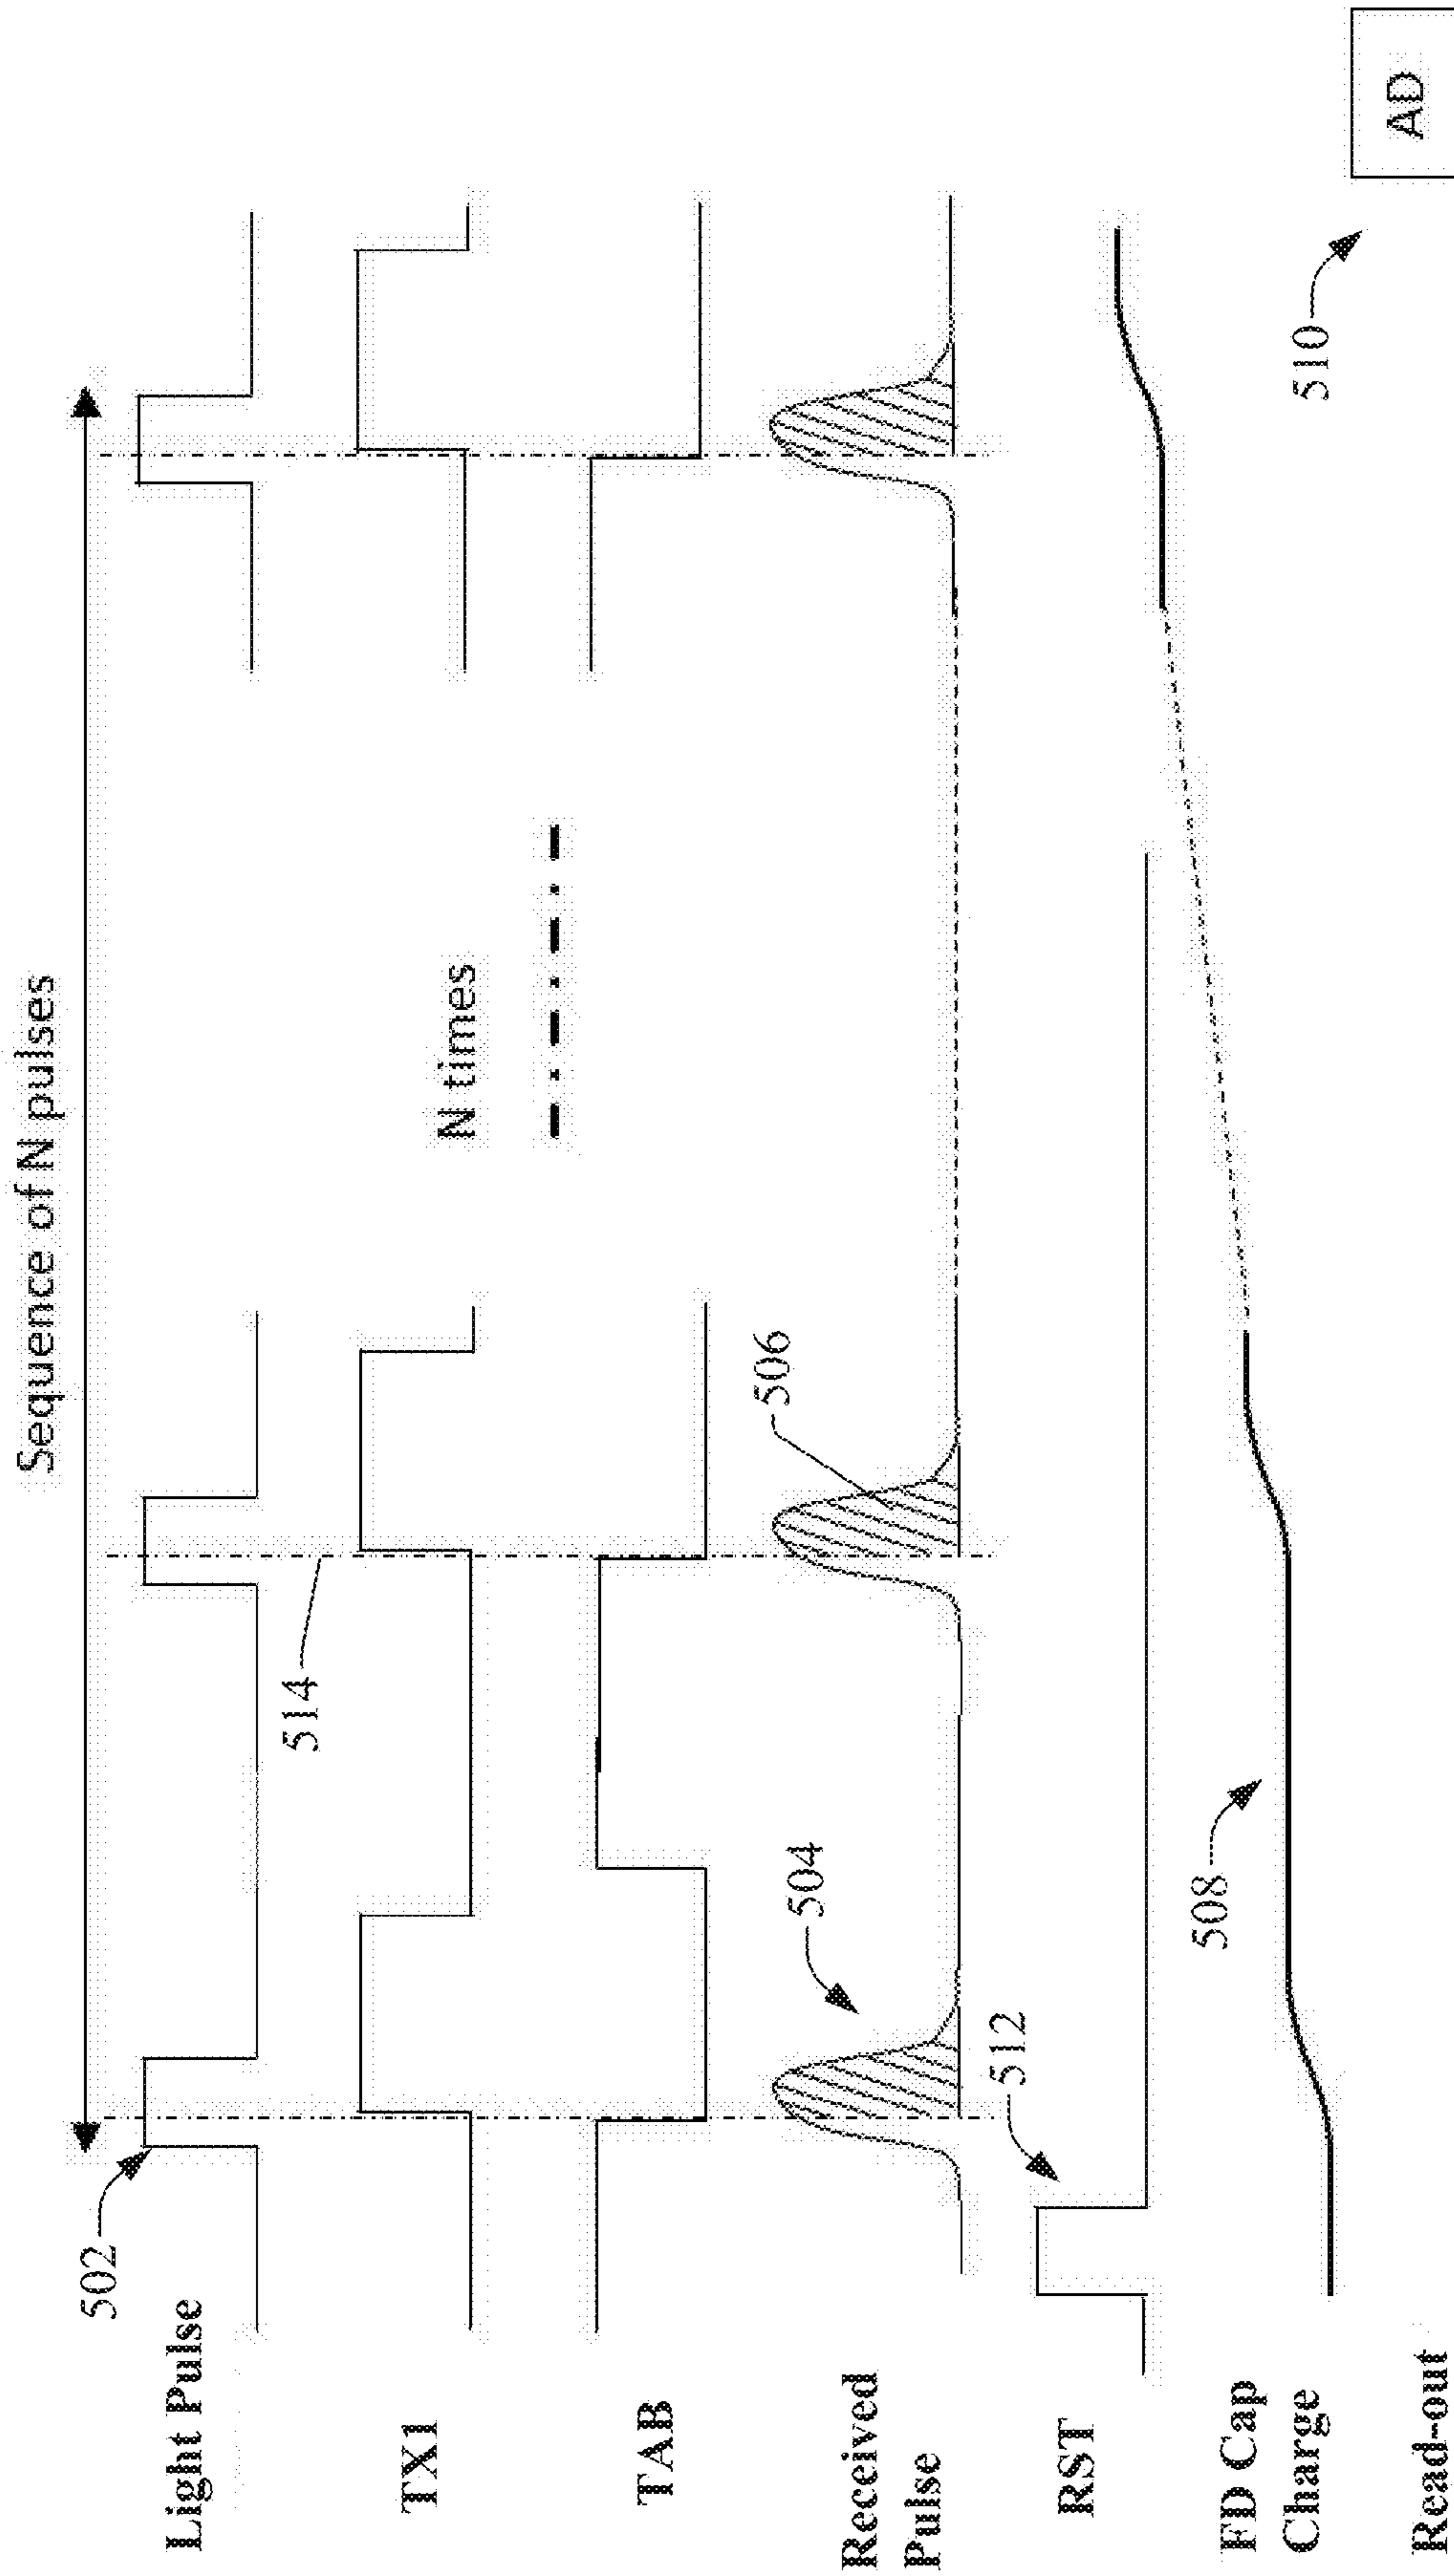 Sequence of N pulses
502
Light Pulse
514
TX1
N times
TAB
504
506
Received
Pulse
512
RST
508
FD Cap
Charge
510
AD
Read-out